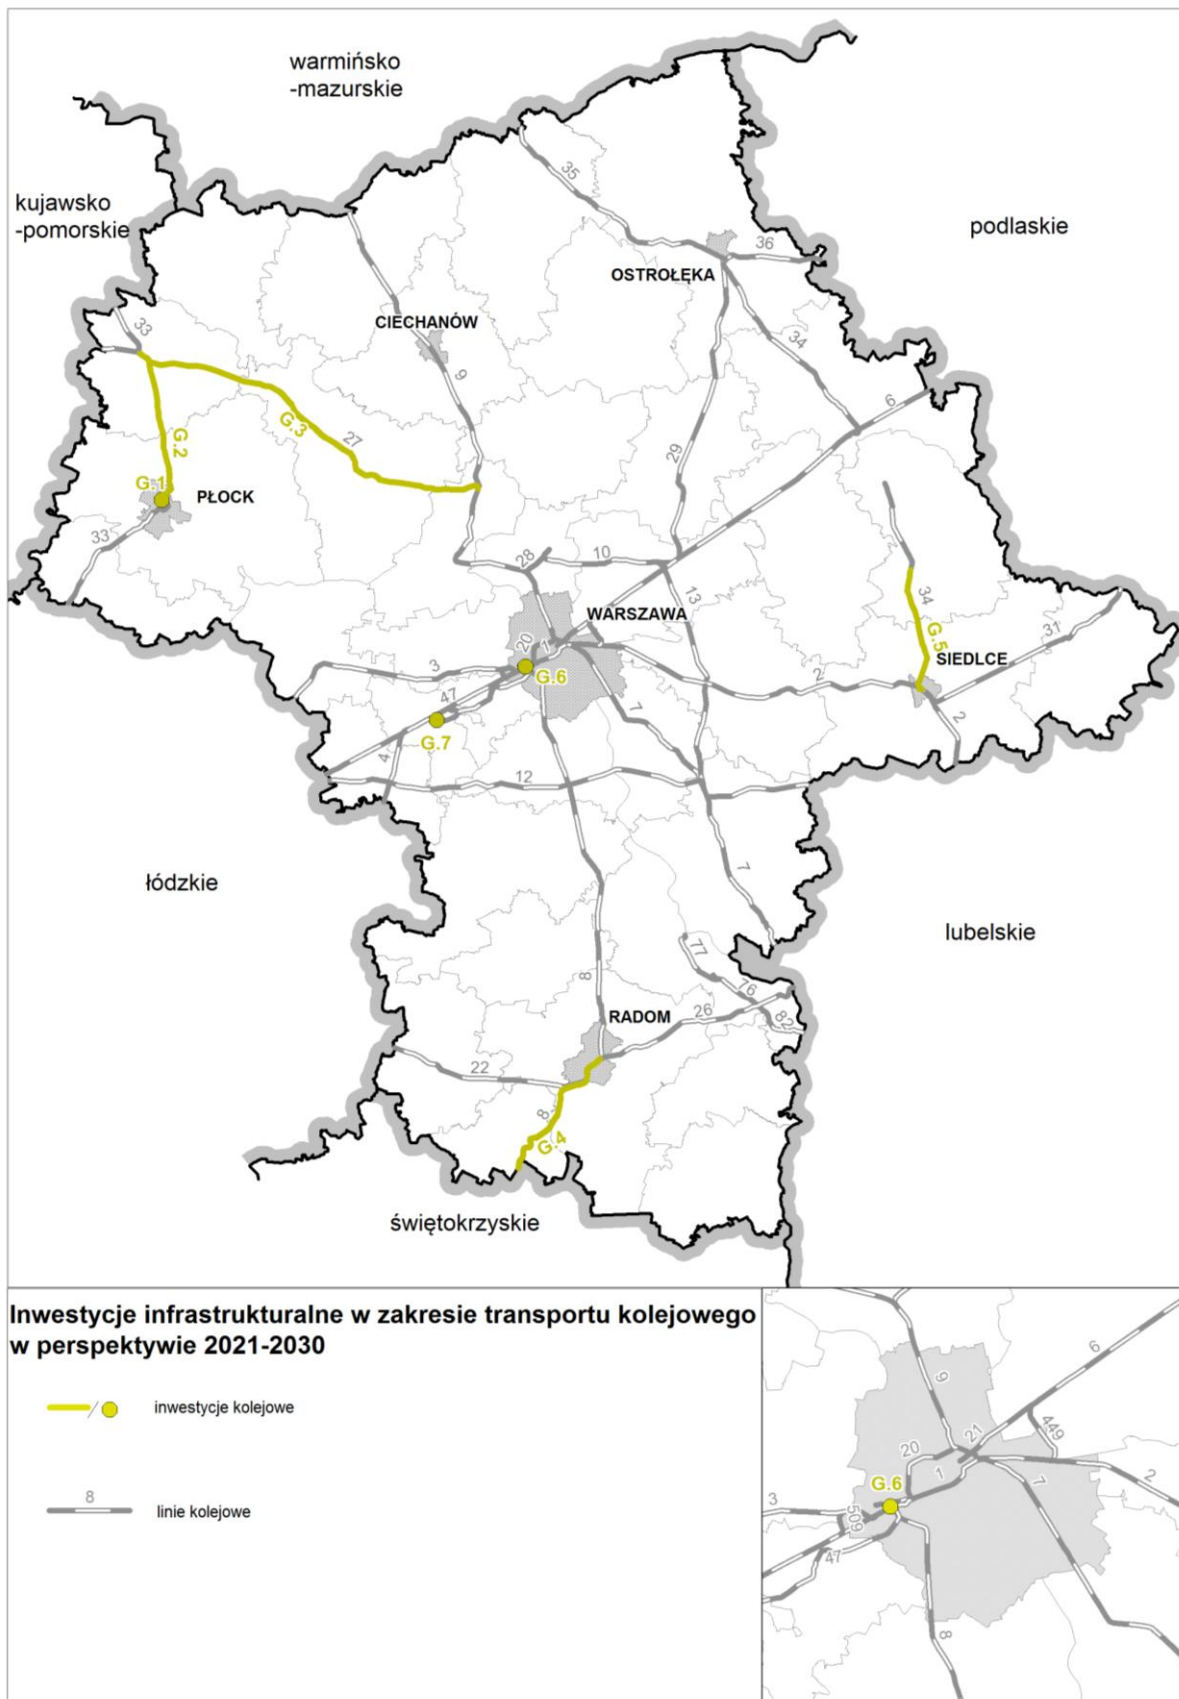 warmińsko
-mazurskie
kujawsko
-pomorskie
podlaskie
35
36
OSTROŁĘKA
33
CIECHANÓW
9
34
6
G.3
27
G.2
29
G.1
PŁOCK
33
28
10
13
34
WARSZAWA
31
G.5
SIEDLCE
20
1
3
G.6
2
47
7
2
G.7
4
12
7
łódzkie
lubelskie
77
8
76
26
82
RADOM
22
8
G.4
świętokrzyskie
Inwestycje infrastrukturalne w zakresie transportu kolejowego
w perspektywie 2021-2030
/
inwestycje kolejowe
8
linie kolejowe
6
9
21
449
20
1
7
2
G.6
3
509
47
8